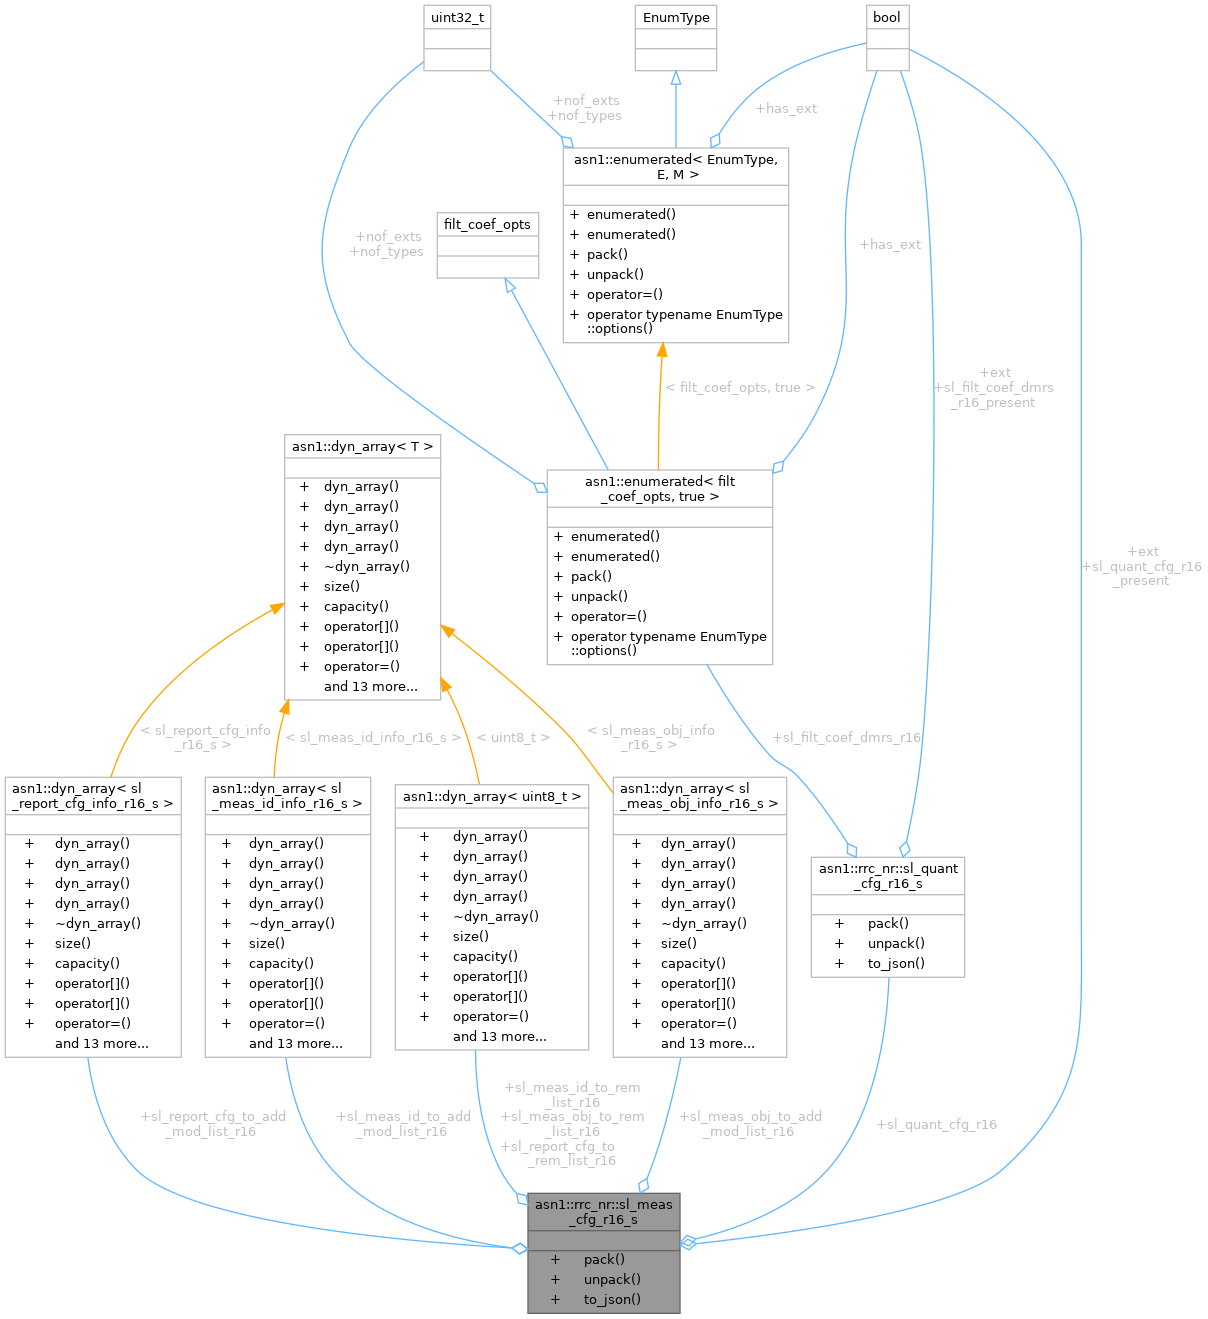 uint32_t
EnumType
bool
+nof_exts
+nof_types
+has_ext
asn1::enumerated< EnumType,
E, M >
+ enumerated()
+ enumerated()
+ pack()
+ unpack()
+ operator=()
+ operator typename EnumType
::options()
filt_coef_opts
+nof_exts
+nof_types
+has_ext
+ext
+sl_filt_coef_dmrs
_r16_present
< filt_coef_opts, true >
asn1::dyn_array< T >
+ dyn_array()
+ dyn_array()
+ dyn_array()
+ dyn_array()
+ ~dyn_array()
+ size()
+ capacity()
+ operator[]()
+ operator[]()
+ operator=()
and 13 more...
asn1::enumerated< filt
_coef_opts, true >
+ enumerated()
+ enumerated()
+ pack()
+ unpack()
+ operator=()
+ operator typename EnumType
::options()
+ext
+sl_quant_cfg_r16
_present
< sl_report_cfg_info
_r16_s >
< sl_meas_id_info_r16_s >
< uint8_t >
< sl_meas_obj_info
_r16_s >
+sl_filt_coef_dmrs_r16
asn1::dyn_array< sl
_report_cfg_info_r16_s >
+ dyn_array()
+ dyn_array()
+ dyn_array()
+ dyn_array()
+ ~dyn_array()
+ size()
+ capacity()
+ operator[]()
+ operator[]()
+ operator=()
and 13 more...
asn1::dyn_array< sl
_meas_id_info_r16_s >
+ dyn_array()
+ dyn_array()
+ dyn_array()
+ dyn_array()
+ ~dyn_array()
+ size()
+ capacity()
+ operator[]()
+ operator[]()
+ operator=()
and 13 more...
asn1::dyn_array< uint8_t >
+ dyn_array()
+ dyn_array()
+ dyn_array()
+ dyn_array()
+ ~dyn_array()
+ size()
+ capacity()
+ operator[]()
+ operator[]()
+ operator=()
and 13 more...
asn1::dyn_array< sl
_meas_obj_info_r16_s >
+ dyn_array()
+ dyn_array()
+ dyn_array()
+ dyn_array()
+ ~dyn_array()
+ size()
+ capacity()
+ operator[]()
+ operator[]()
+ operator=()
and 13 more...
asn1::rrc_nr::sl_quant
_cfg_r16_s
+ pack()
+ unpack()
+ to_json()
+sl_report_cfg_to_add
_mod_list_r16
+sl_meas_id_to_add
_mod_list_r16
+sl_meas_id_to_rem
_list_r16
+sl_meas_obj_to_rem
_list_r16
+sl_report_cfg_to
_rem_list_r16
+sl_meas_obj_to_add
_mod_list_r16
+sl_quant_cfg_r16
asn1::rrc_nr::sl_meas
_cfg_r16_s
+ pack()
+ unpack()
+ to_json()